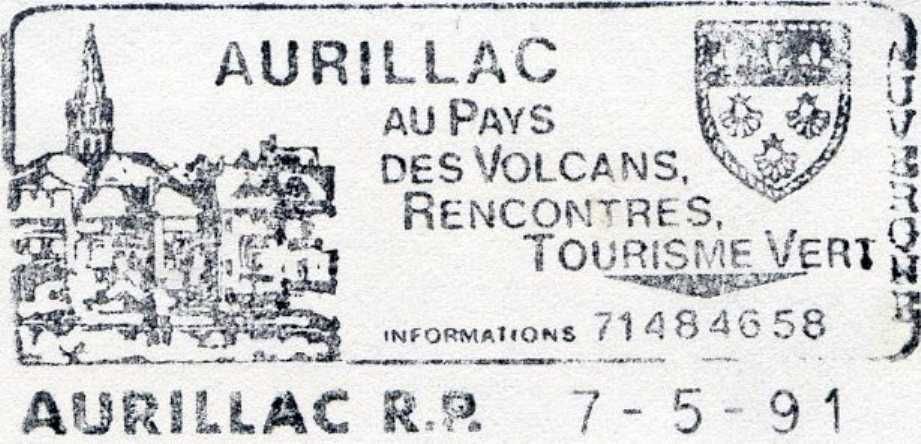 AURILLAC
AU PAYS
DES VOLCANS,
RENCONTRES,
TOURISME VERT
AUVERGNE
INFORMATIONS 71484658
AURILLAC R.P. 7-5-91